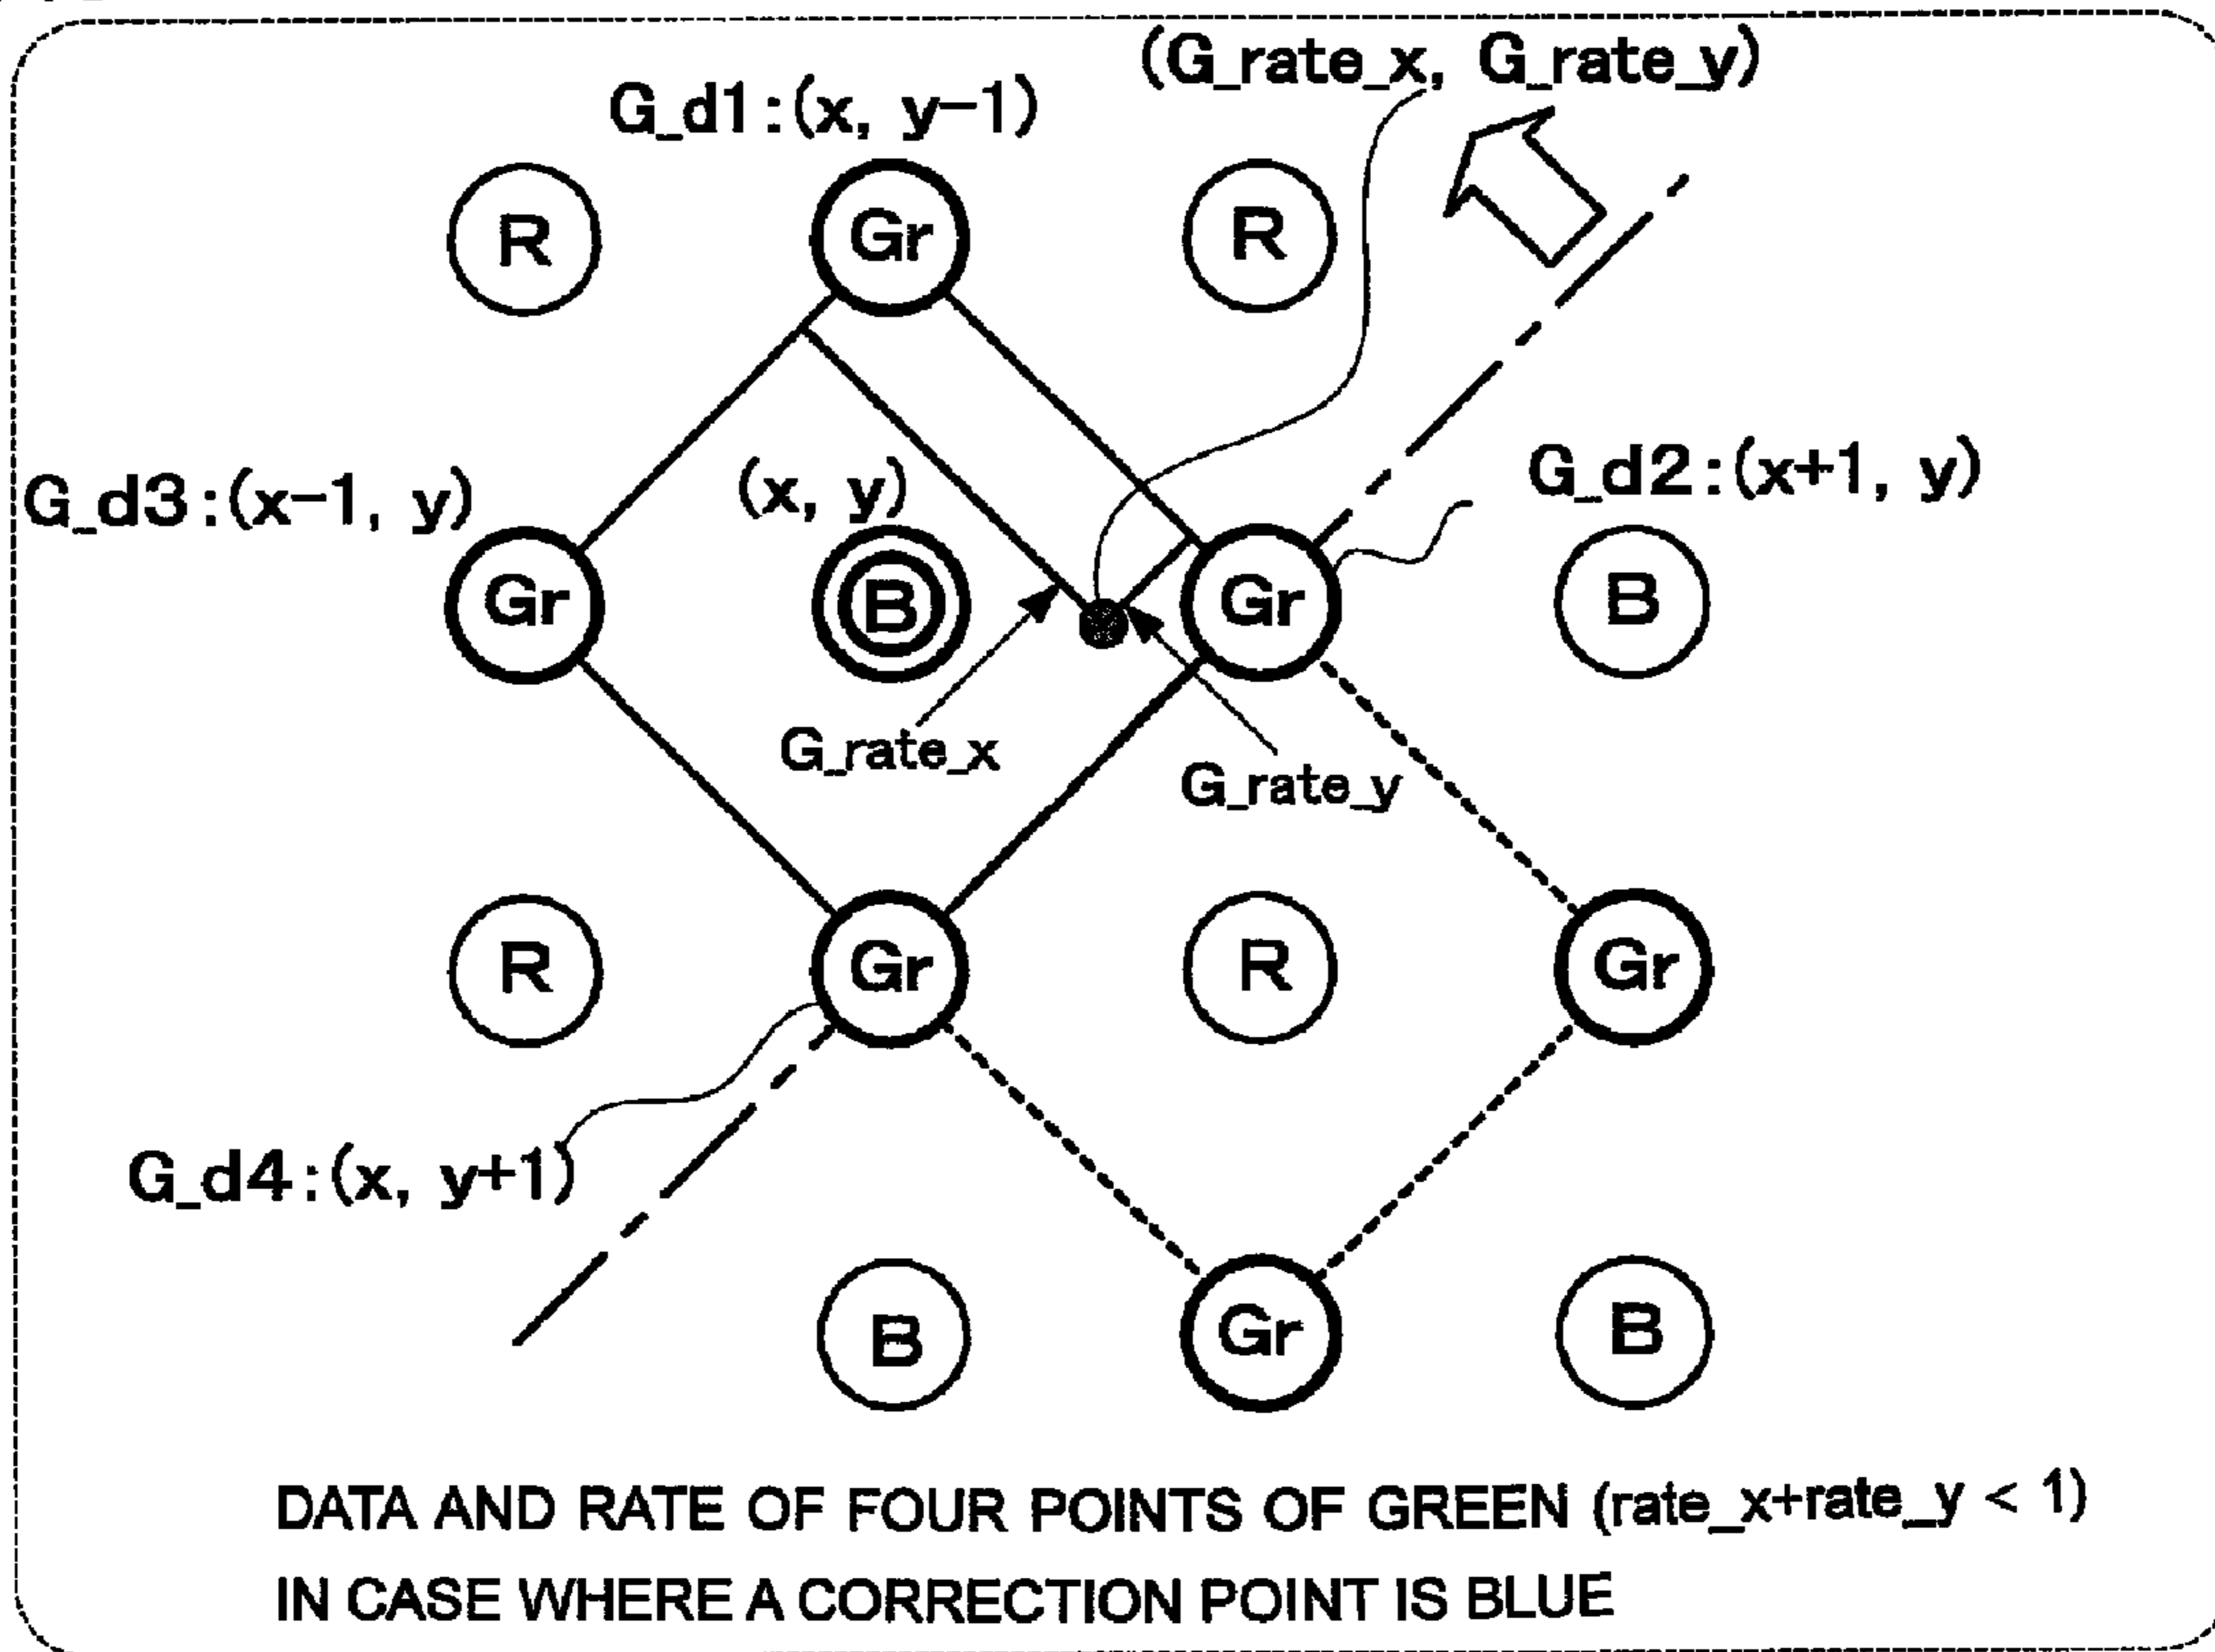 (G_rate_x, G_rate_y)
G_d1:(x, y-1)
R Gr R
G_d3:(x-1, y) (x, y) G_d2:(x+1, y)
Gr B Gr B
G_rate_x G_rate_y
R Gr R Gr
G_d4:(x, y+1)
B Gr B
DATA AND RATE OF FOUR POINTS OF GREEN (rate_x+rate_y < 1)
IN CASE WHERE A CORRECTION POINT IS BLUE